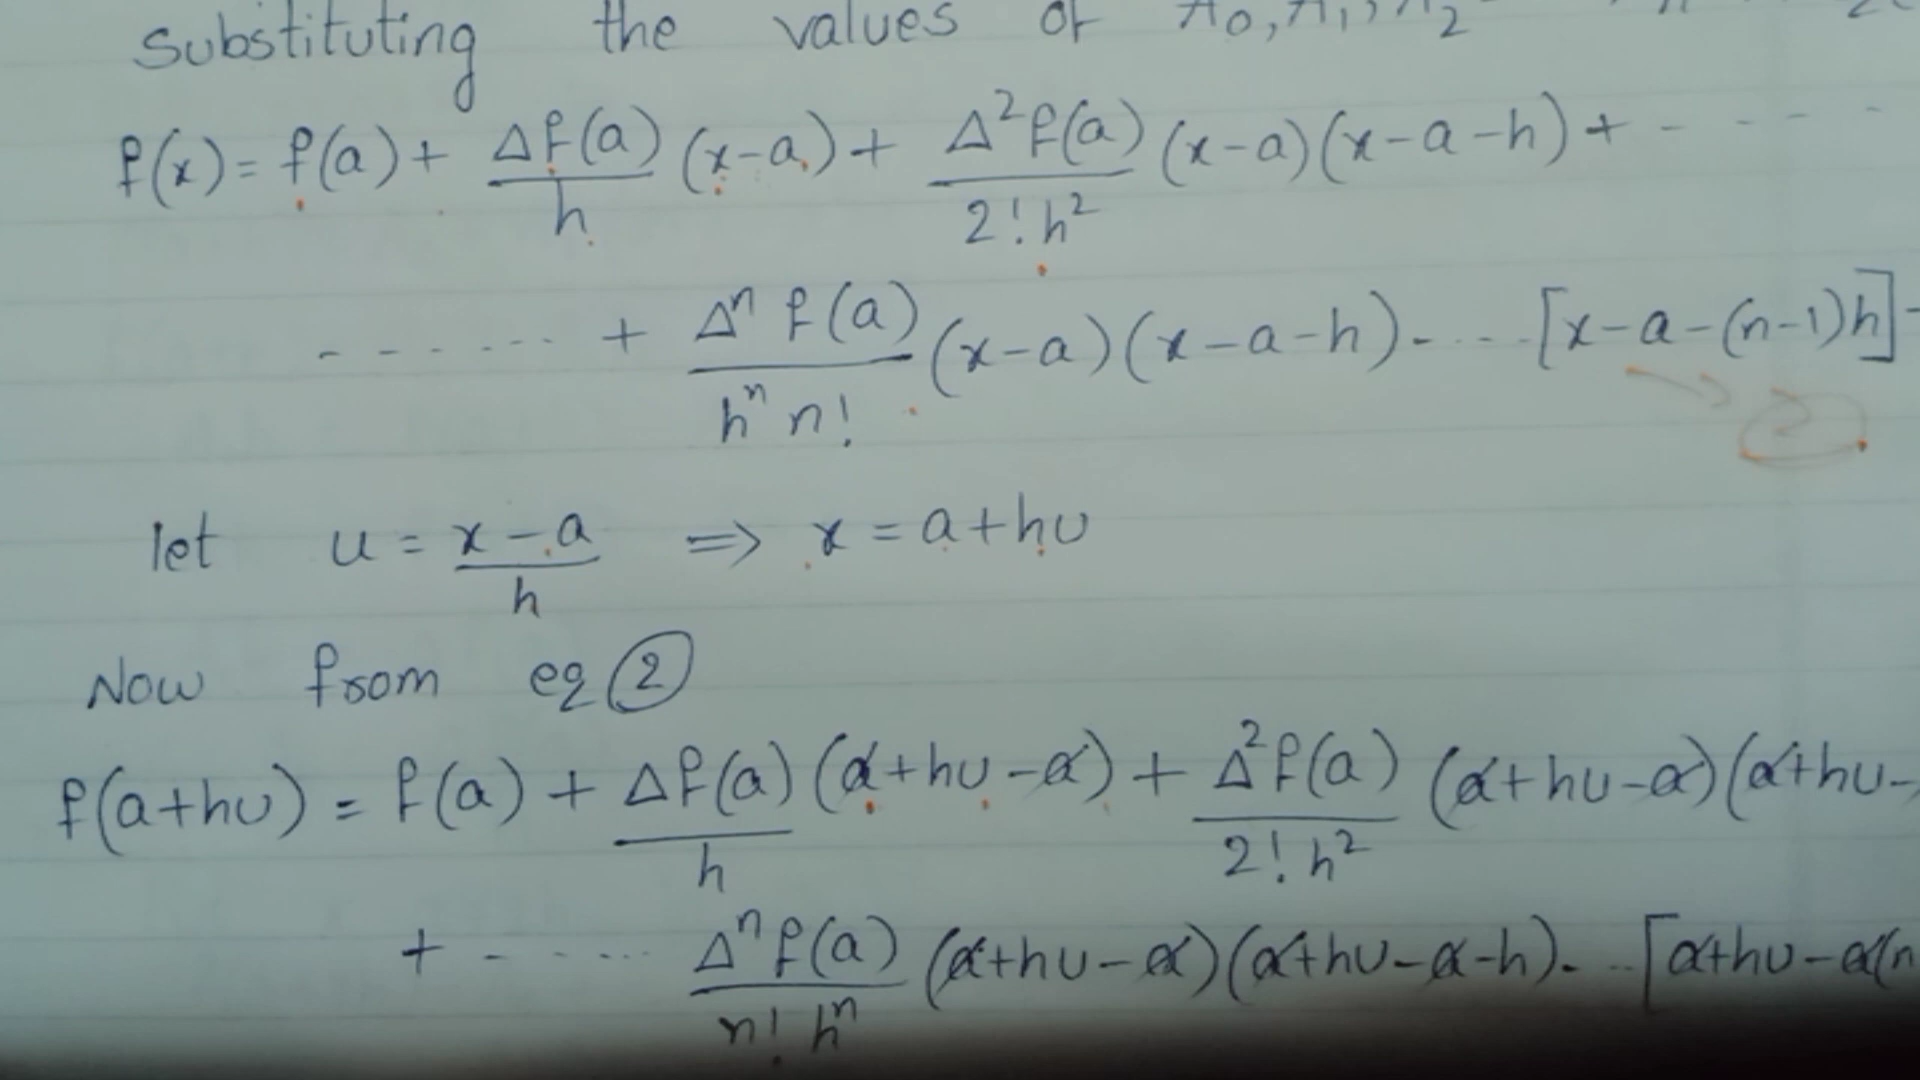 Substituting the values of A₀, A₁, A₂
f(x) = f(a) + Δf(a)/h (x-a) + Δ²f(a)/2!h² (x-a)(x-a-h) + - - - -
- - - - - - + Δⁿ f(a)/hⁿ n! (x-a)(x-a-h) - - - - [x-a-(n-1)h] -
2
let u = x-a/h ⇒ x = a+hu
Now from eq ②
f(a+hu) = f(a) + Δf(a)/h (a+hu-a) + Δ²f(a)/2!h² (a+hu-a)(a+hu-
+ - - - - - Δⁿf(a)/n! hⁿ (a+hu-a)(a+hu-a-h) - - - [a+hu-a(n